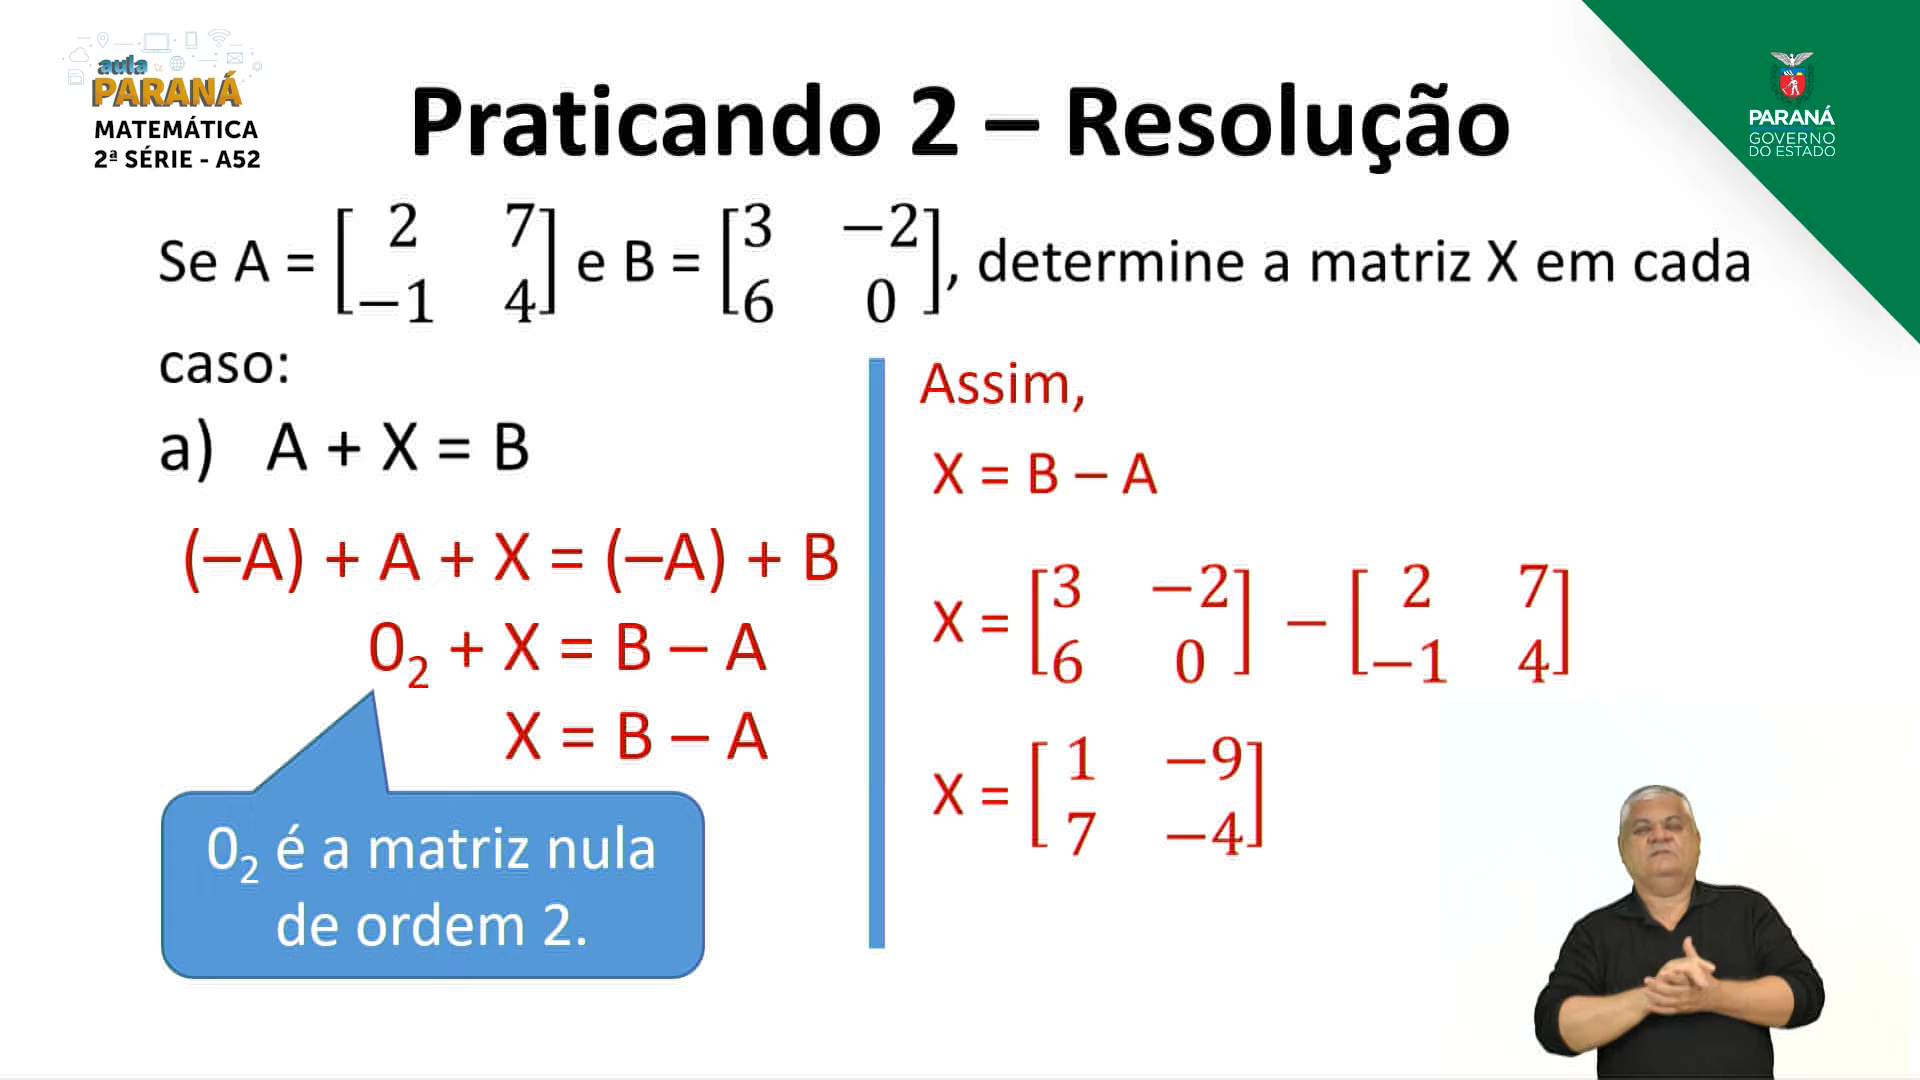 aula
PARANÁ
MATEMÁTICA
2ª SÉRIE - A52
Praticando 2 – Resolução
PARANÁ
GOVERNO
DO ESTADO
Se A = [2 7; −1 4] e B = [3 −2; 6 0], determine a matriz X em cada
caso:
a) A + X = B
(–A) + A + X = (–A) + B
0₂ + X = B – A
X = B – A
0₂ é a matriz nula
de ordem 2.
Assim,
X = B – A
X = [3 −2; 6 0] − [2 7; −1 4]
X = [1 −9; 7 −4]